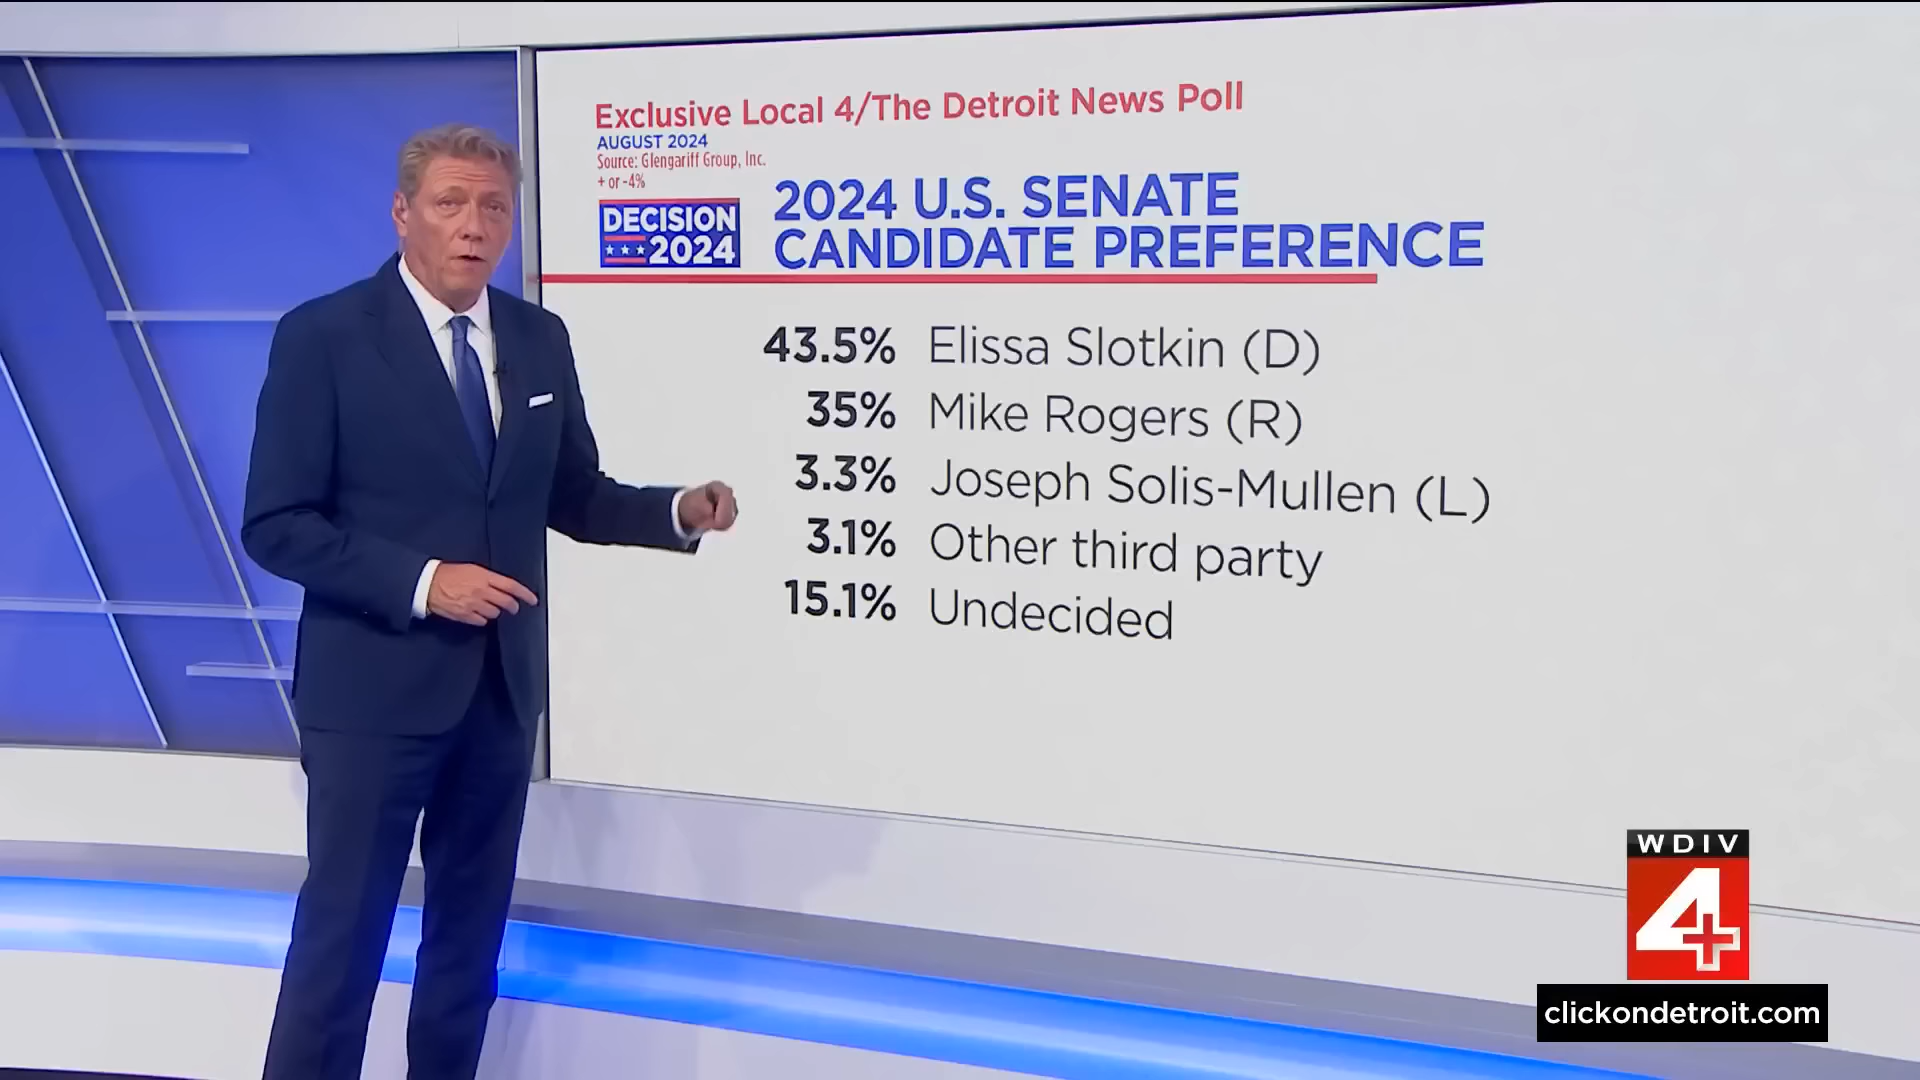 Exclusive Local 4/The Detroit News Poll
AUGUST 2024
Source: Glengariff Group, Inc.
+ or -4%
DECISION
2024
2024 U.S. SENATE
CANDIDATE PREFERENCE
43.5% Elissa Slotkin (D)
35% Mike Rogers (R)
3.3% Joseph Solis-Mullen (L)
3.1% Other third party
15.1% Undecided
WDIV
4+
clickondetroit.com